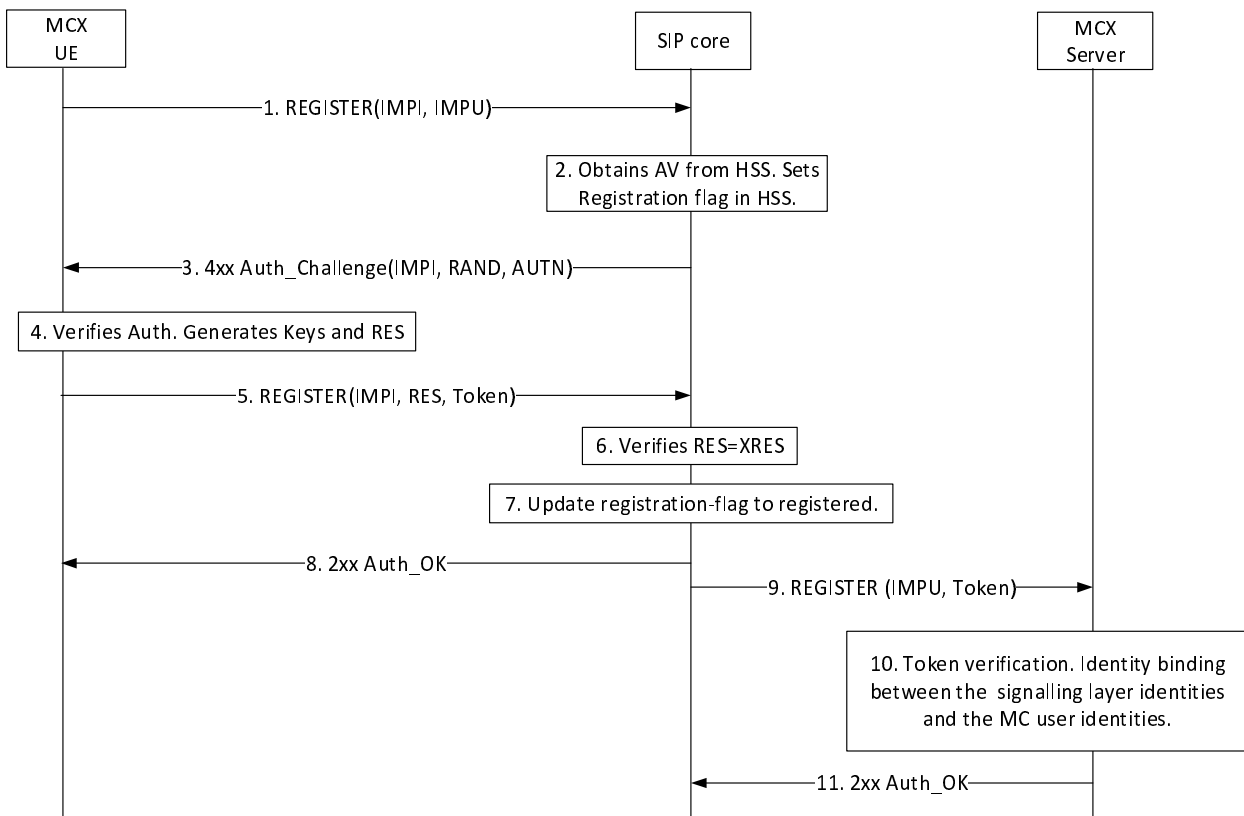 MCX
UE
SIP core
MCX
Server
1. REGISTER(IMPI, IMPU)
2. Obtains AV from HSS. Sets
Registration flag in HSS.
3. 4xx Auth_Challenge(IMPI, RAND, AUTN)
4. Verifies Auth. Generates Keys and RES
5. REGISTER(IMPI, RES, Token)
6. Verifies RES=XRES
7. Update registration-flag to registered.
8. 2xx Auth_OK
9. REGISTER (IMPU, Token)
10. Token verification. Identity binding
between the signalling layer identities
and the MC user identities.
11. 2xx Auth_OK